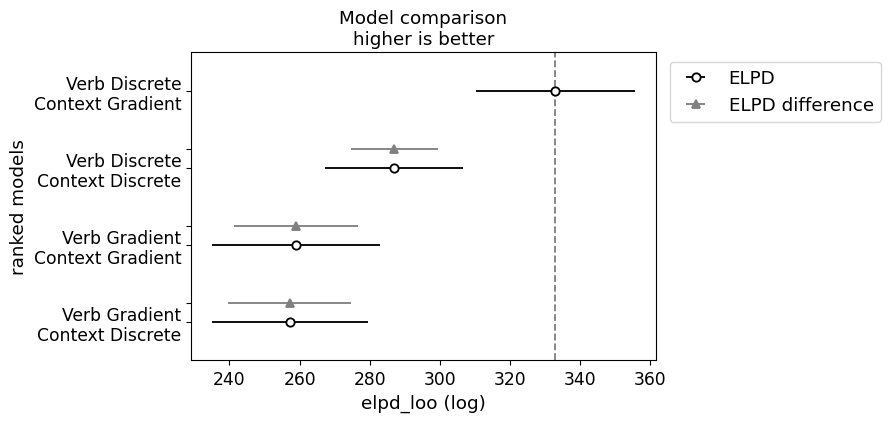 Model comparison
higher is better
ranked models
Verb Discrete
Context Gradient
Verb Discrete
Context Discrete
Verb Gradient
Context Gradient
Verb Gradient
Context Discrete
240 260 280 300 320 340 360
elpd_loo (log)
ELPD
ELPD difference